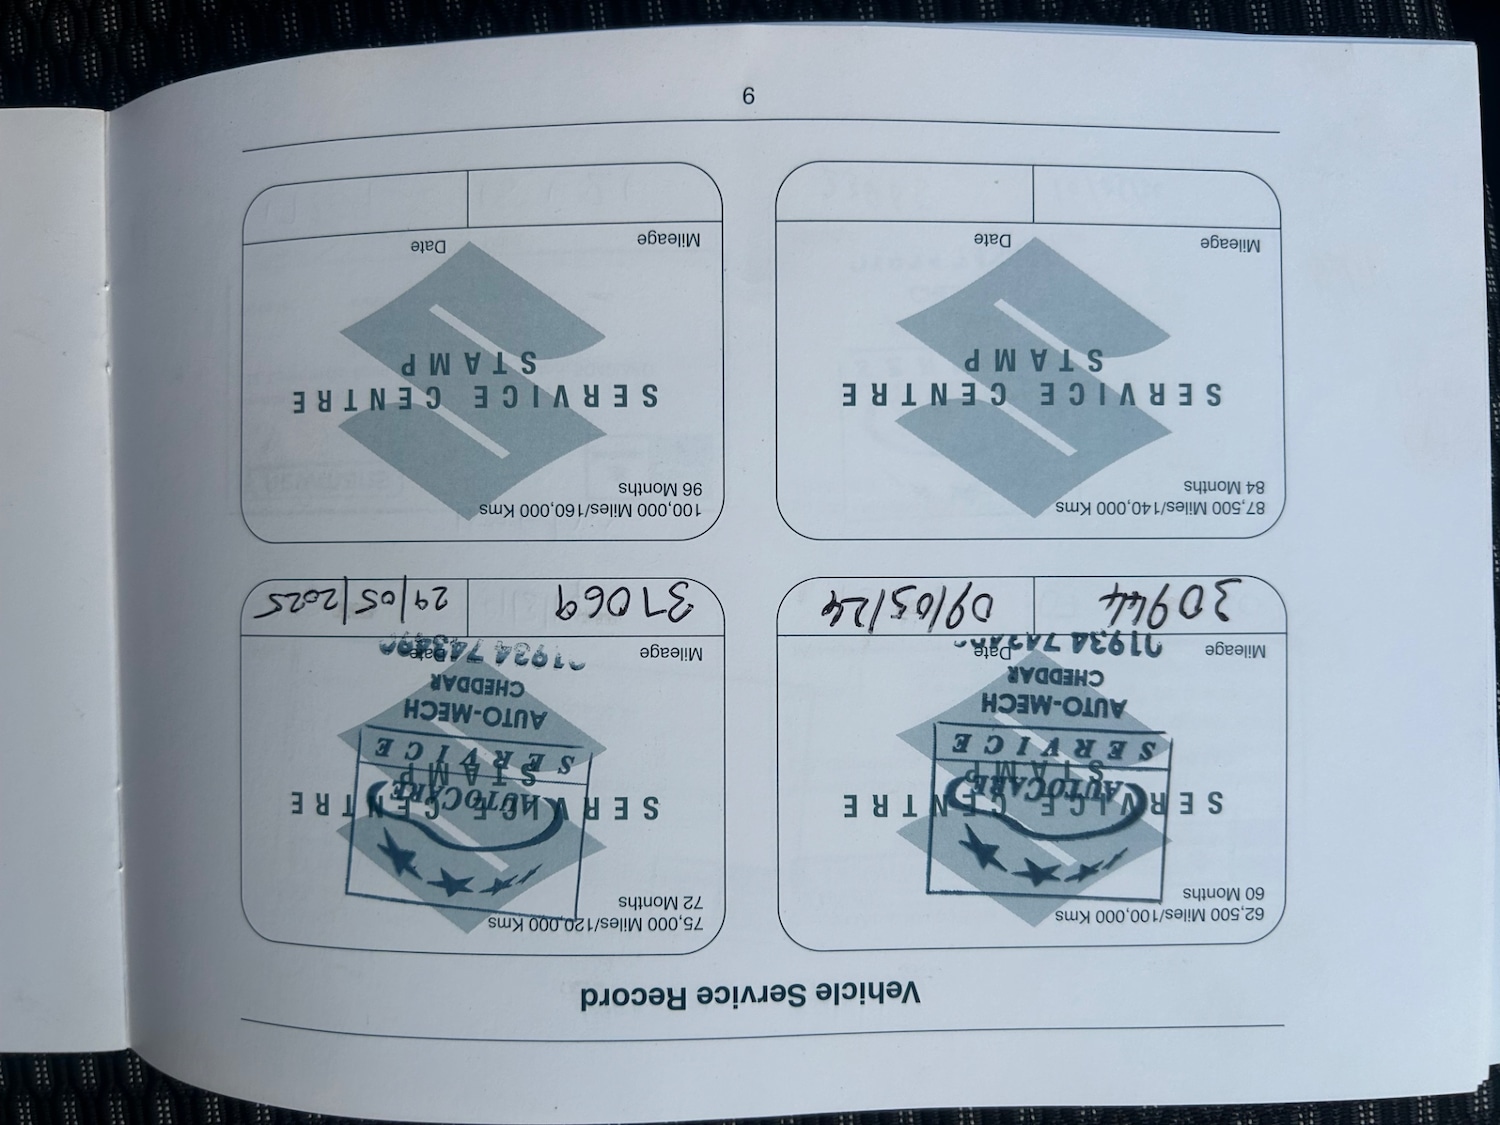 Vehicle Service Record
62,500 Miles/100,000 Kms
60 Months
SERVICE CENTRE
STAMP
AUTOCARE
SERVICE
AUTO-MECH
CHEDDAR
01934
Mileage
Date
30944
09/05/24
75,000 Miles/120,000 Kms
72 Months
SERVICE CENTRE
STAMP
AUTOCARE
SERVICE
AUTO-MECH
CHEDDAR
01934
Mileage
Date
37069
29/05/2025
87,500 Miles/140,000 Kms
84 Months
SERVICE CENTRE
STAMP
Mileage
Date
100,000 Miles/160,000 Kms
96 Months
SERVICE CENTRE
STAMP
Mileage
Date
6